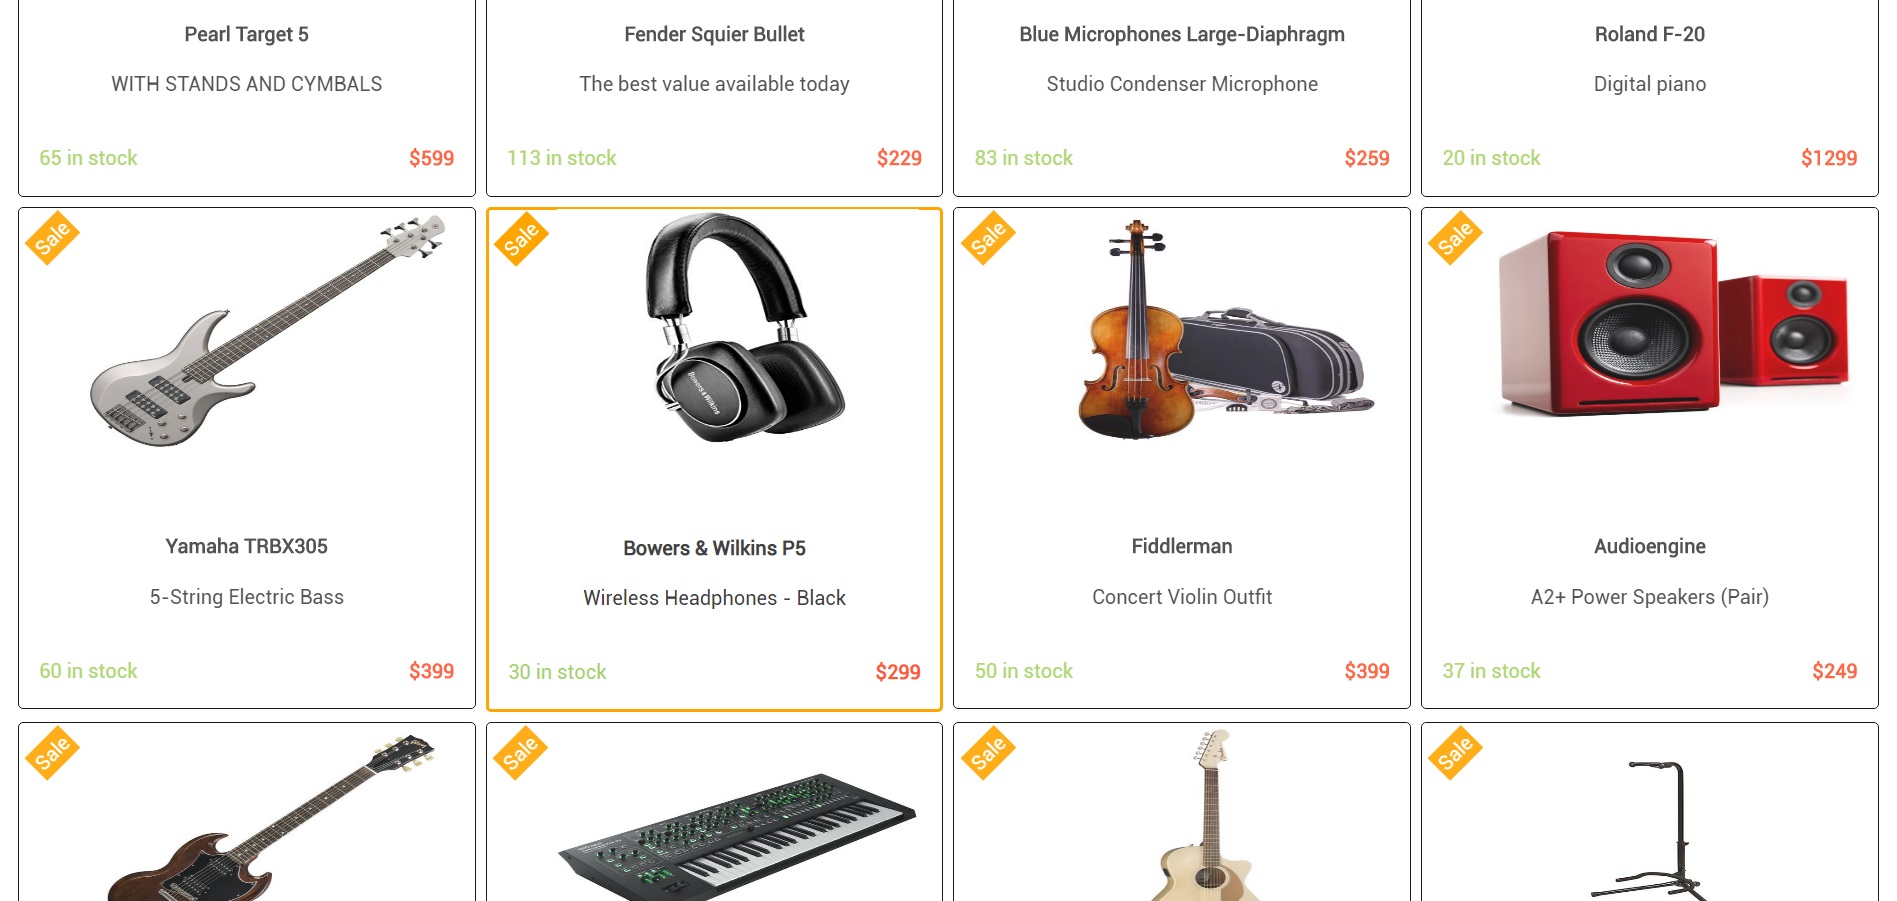 Pearl Target 5
WITH STANDS AND CYMBALS
65 in stock
$599
Fender Squier Bullet
The best value available today
113 in stock
$229
Blue Microphones Large-Diaphragm
Studio Condenser Microphone
83 in stock
$259
Roland F-20
Digital piano
20 in stock
$1299
Sale
Yamaha TRBX305
5-String Electric Bass
60 in stock
$399
Sale
Bowers & Wilkins
Bowers & Wilkins P5
Wireless Headphones - Black
30 in stock
$299
Sale
Fiddlerman
Concert Violin Outfit
50 in stock
$399
Sale
Audioengine
A2+ Power Speakers (Pair)
37 in stock
$249
Sale
Sale
Sale
Sale